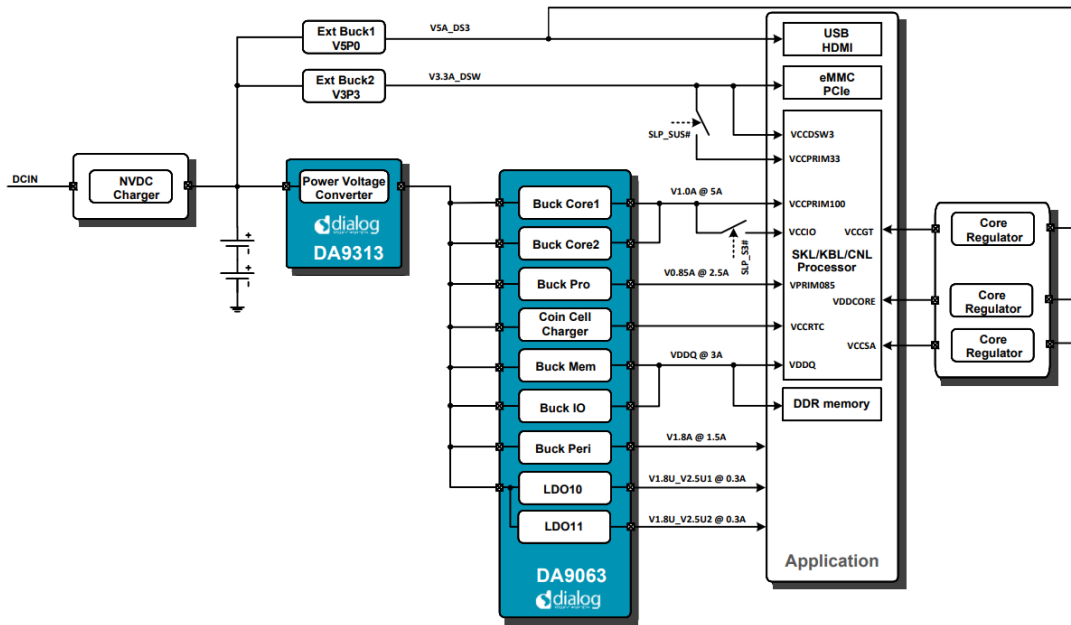 Ext Buck1
V5P0
V5A_DS3
Ext Buck2
V3P3
V3.3A_DSW
SLP_SUS#
DCIN
NVDC
Charger
Power Voltage
Converter
dialog
DA9313
Buck Core1
Buck Core2
Buck Pro
Coin Cell
Charger
Buck Mem
Buck IO
Buck Peri
LDO10
LDO11
DA9063
dialog
V1.0A @ 5A
SLP_S3#
V0.85A @ 2.5A
VDDQ @ 3A
V1.8A @ 1.5A
V1.8U_V2.5U1 @ 0.3A
V1.8U_V2.5U2 @ 0.3A
USB
HDMI
eMMC
PCIe
VCCDSW3
VCCPRIM33
VCCPRIM100
VCCIO
VCCGT
SKL/KBL/CNL
Processor
VPRIM085
VDDCORE
VCCRTC
VCCSA
VDDQ
DDR memory
Application
Core
Regulator
Core
Regulator
Core
Regulator